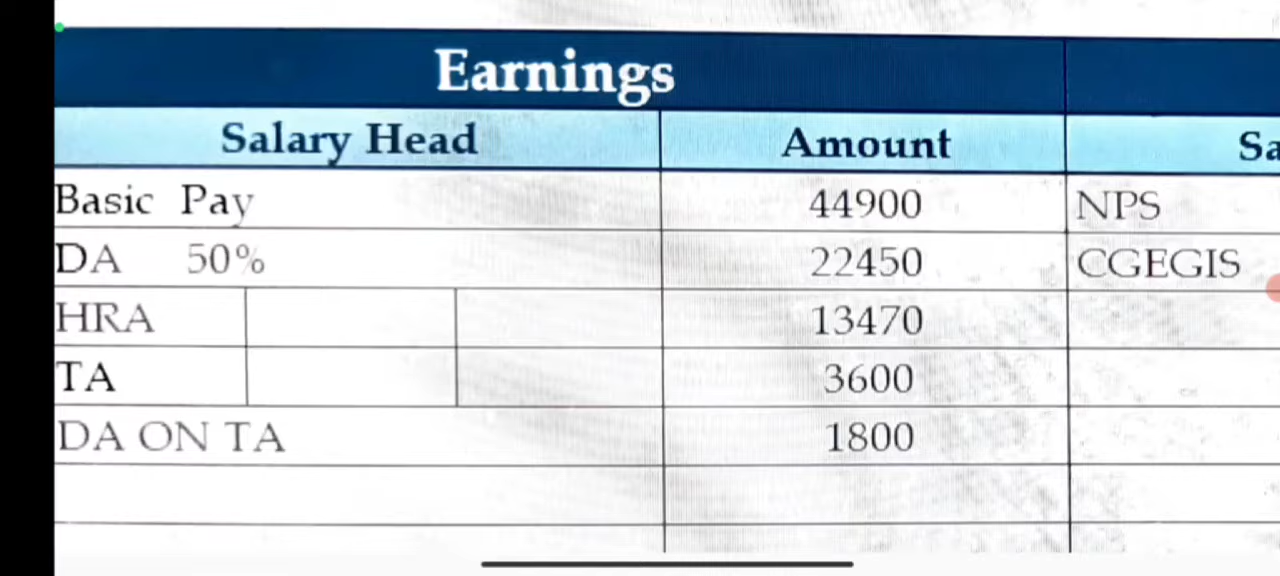 Earnings
Salary Head Amount
Basic Pay 44900 NPS
DA 50% 22450 CGEGIS
HRA 13470
TA 3600
DA ON TA 1800